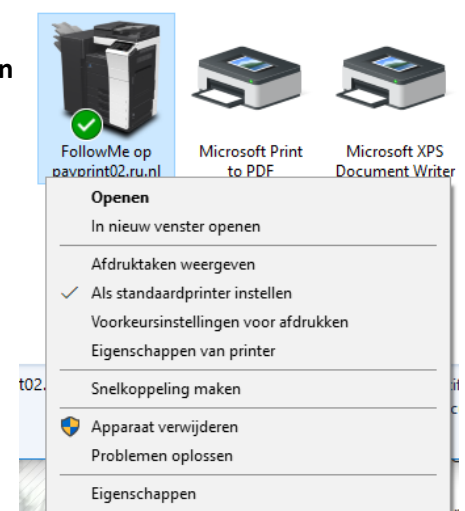 n
FollowMe op
payprint02.ru.nl
Microsoft Print
to PDF
Microsoft XPS
Document Writer
Openen
In nieuw venster openen
Afdruktaken weergeven
Als standaardprinter instellen
Voorkeursinstellingen voor afdrukken
Eigenschappen van printer
t02.
Snelkoppeling maken
Apparaat verwijderen
Problemen oplossen
Eigenschappen